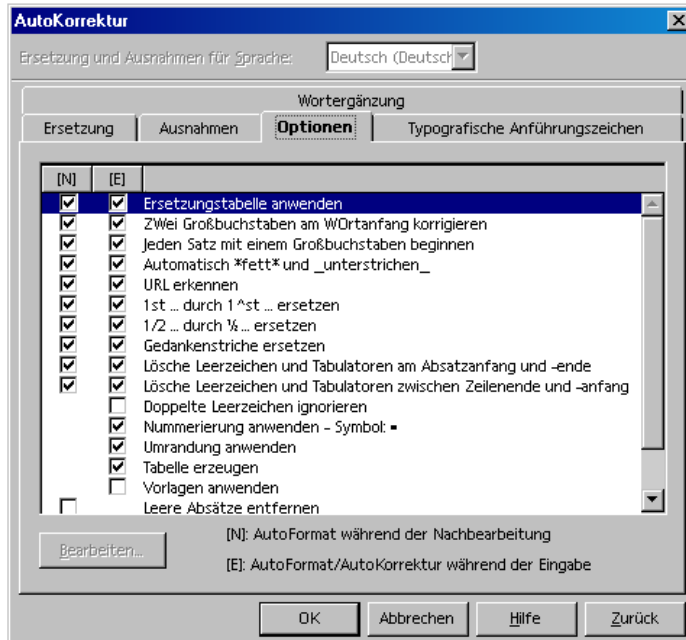 AutoKorrektur
Ersetzung und Ausnahmen für Sprache: Deutsch (Deutsch
Wortergänzung
Ersetzung Ausnahmen Optionen Typografische Anführungszeichen
[N] [E]
Ersetzungstabelle anwenden
ZWei Großbuchstaben am WOrtanfang korrigieren
Jeden Satz mit einem Großbuchstaben beginnen
Automatisch *fett* und _unterstrichen_
URL erkennen
1st ... durch 1^st ... ersetzen
1/2 ... durch ½ ... ersetzen
Gedankenstriche ersetzen
Lösche Leerzeichen und Tabulatoren am Absatzanfang und -ende
Lösche Leerzeichen und Tabulatoren zwischen Zeilenende und -anfang
Doppelte Leerzeichen ignorieren
Nummerierung anwenden - Symbol: ▪
Umrandung anwenden
Tabelle erzeugen
Vorlagen anwenden
Leere Absätze entfernen
Bearbeiten...
[N]: AutoFormat während der Nachbearbeitung
[E]: AutoFormat/AutoKorrektur während der Eingabe
OK Abbrechen Hilfe Zurück